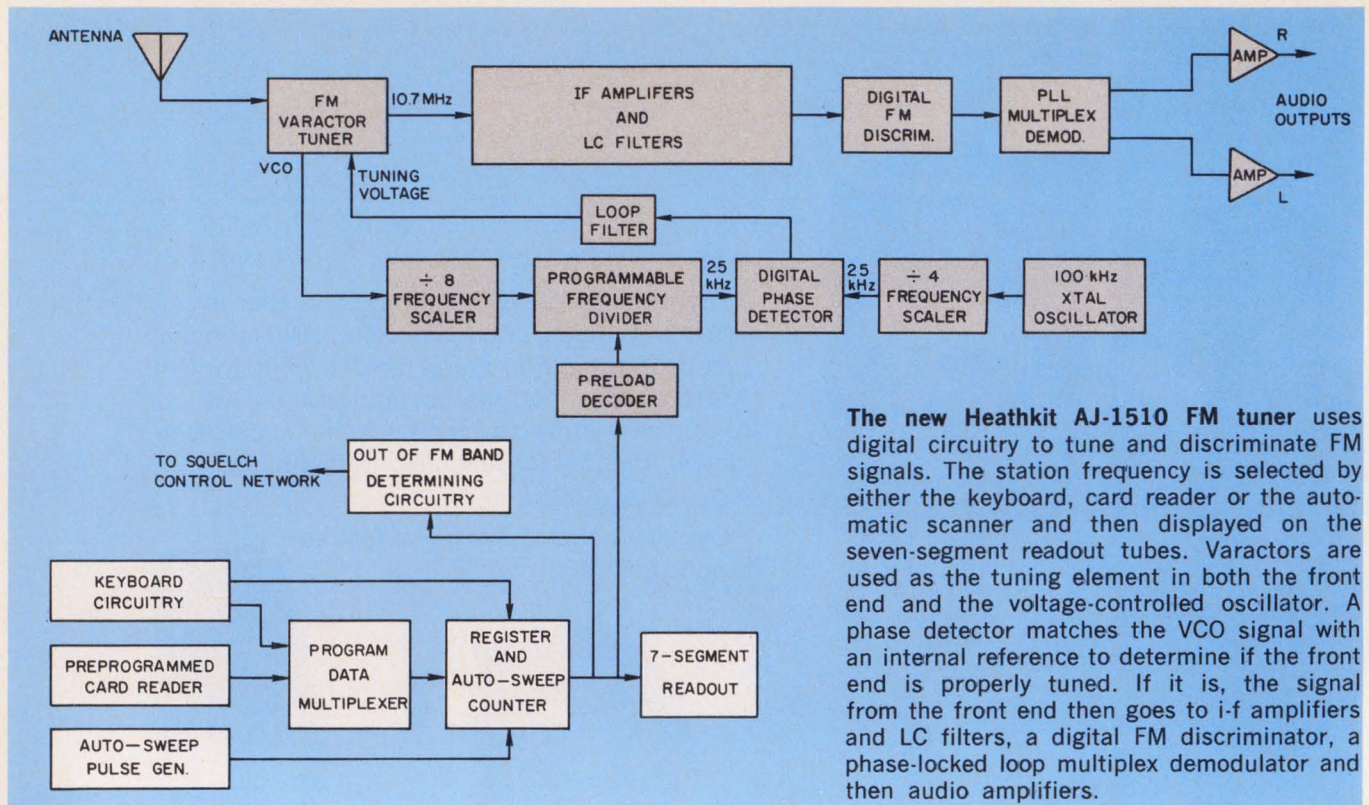 ANTENNA
FM
VARACTOR
TUNER
10.7 MHz
IF AMPLIFERS
AND
LC FILTERS
DIGITAL
FM
DISCRIM.
PLL
MULTIPLEX
DEMOD.
AMP
R
AUDIO
OUTPUTS
AMP
L
VCO
TUNING
VOLTAGE
LOOP
FILTER
÷ 8
FREQUENCY
SCALER
PROGRAMMABLE
FREQUENCY
DIVIDER
25
kHz
DIGITAL
PHASE
DETECTOR
25
kHz
÷ 4
FREQUENCY
SCALER
100 kHz
XTAL
OSCILLATOR
PRELOAD
DECODER
TO SQUELCH
CONTROL NETWORK
OUT OF FM BAND
DETERMINING
CIRCUITRY
KEYBOARD
CIRCUITRY
PREPROGRAMMED
CARD READER
AUTO-SWEEP
PULSE GEN.
PROGRAM
DATA
MULTIPLEXER
REGISTER
AND
AUTO-SWEEP
COUNTER
7-SEGMENT
READOUT
The new Heathkit AJ-1510 FM tuner uses
digital circuitry to tune and discriminate FM
signals. The station frequency is selected by
either the keyboard, card reader or the auto-
matic scanner and then displayed on the
seven-segment readout tubes. Varactors are
used as the tuning element in both the front
end and the voltage-controlled oscillator. A
phase detector matches the VCO signal with
an internal reference to determine if the front
end is properly tuned. If it is, the signal
from the front end then goes to i-f amplifiers
and LC filters, a digital FM discriminator, a
phase-locked loop multiplex demodulator and
then audio amplifiers.